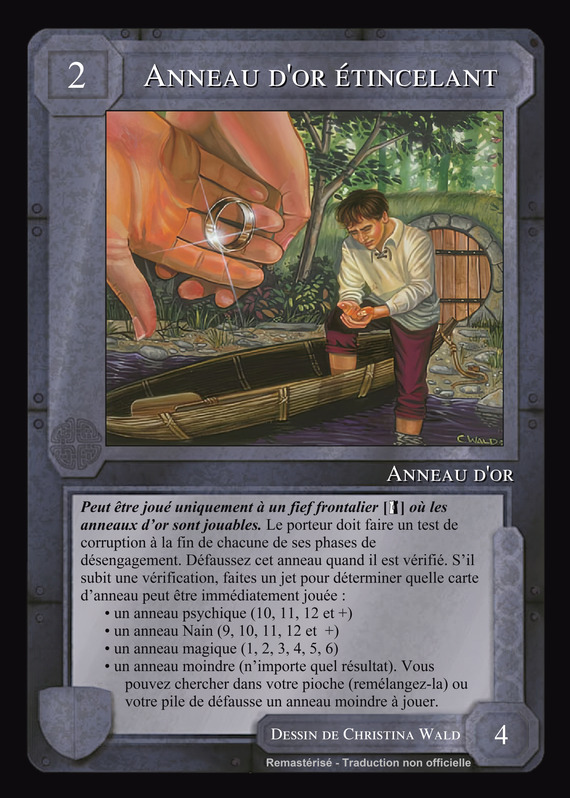 2
Anneau d'or étincelant
C WALD
Anneau d'or
Peut être joué uniquement à un fief frontalier [ ] où les
anneaux d’or sont jouables. Le porteur doit faire un test de
corruption à la fin de chacune de ses phases de
désengagement. Défaussez cet anneau quand il est vérifié. S’il
subit une vérification, faites un jet pour déterminer quelle carte
d’anneau peut être immédiatement jouée :
• un anneau psychique (10, 11, 12 et +)
• un anneau Nain (9, 10, 11, 12 et +)
• un anneau magique (1, 2, 3, 4, 5, 6)
• un anneau moindre (n’importe quel résultat). Vous
pouvez chercher dans votre pioche (remélangez-la) ou
votre pile de défausse un anneau moindre à jouer.
Dessin de Christina Wald
4
Remastérisé - Traduction non officielle